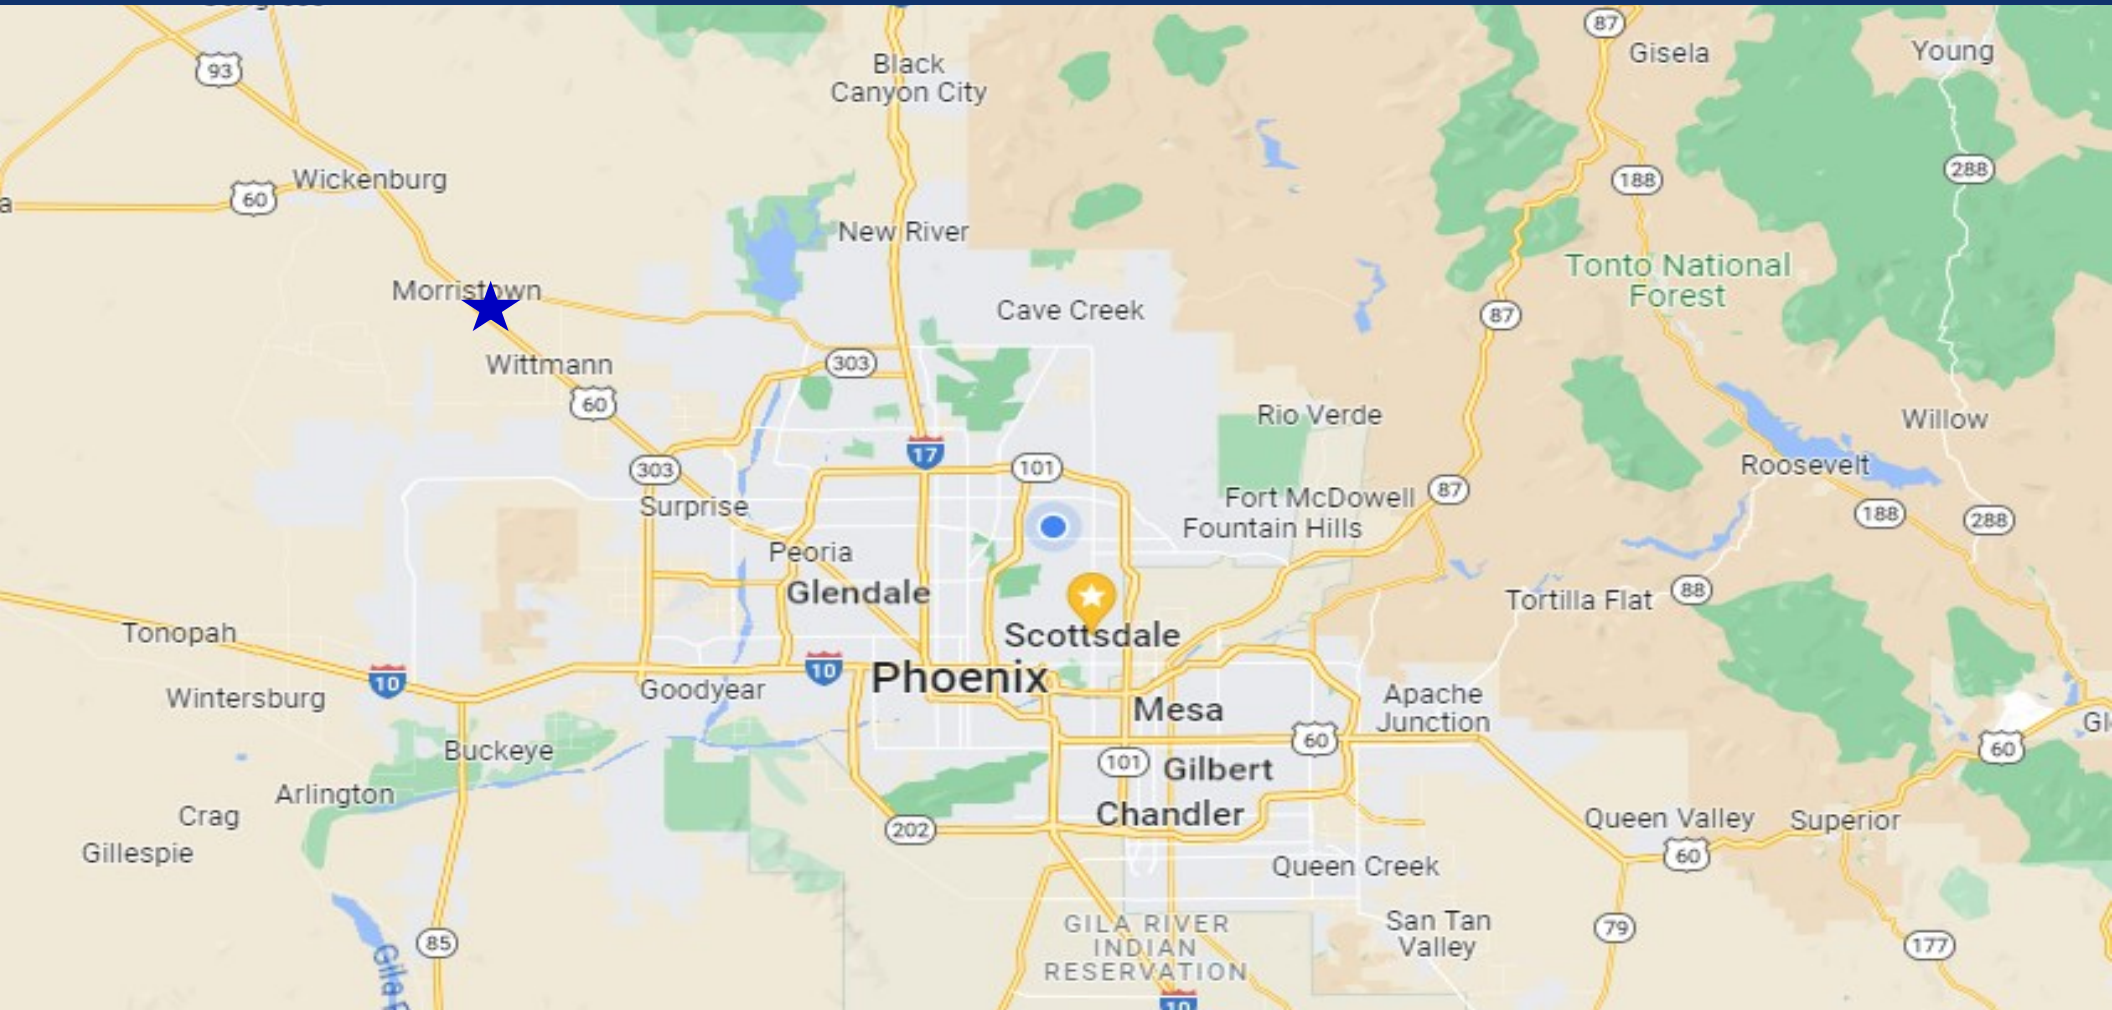 87
Gisela
Young
93
Black
Canyon City
Wickenburg
60
188
288
a
New River
Tonto National
Forest
Morristown
Cave Creek
87
Wittmann
303
60
Rio Verde
Willow
17
303
101
Roosevelt
Surprise
Fort McDowell
87
188
288
Fountain Hills
Peoria
Glendale
Tortilla Flat
88
Tonopah
Scottsdale
10
10
Phoenix
Goodyear
Wintersburg
Apache
Junction
Mesa
Gl
Buckeye
60
60
101
Gilbert
Arlington
Chandler
Crag
202
Queen Valley
Superior
Gillespie
60
Queen Creek
GILA RIVER
INDIAN
RESERVATION
San Tan
Valley
79
85
177
Gila R
10